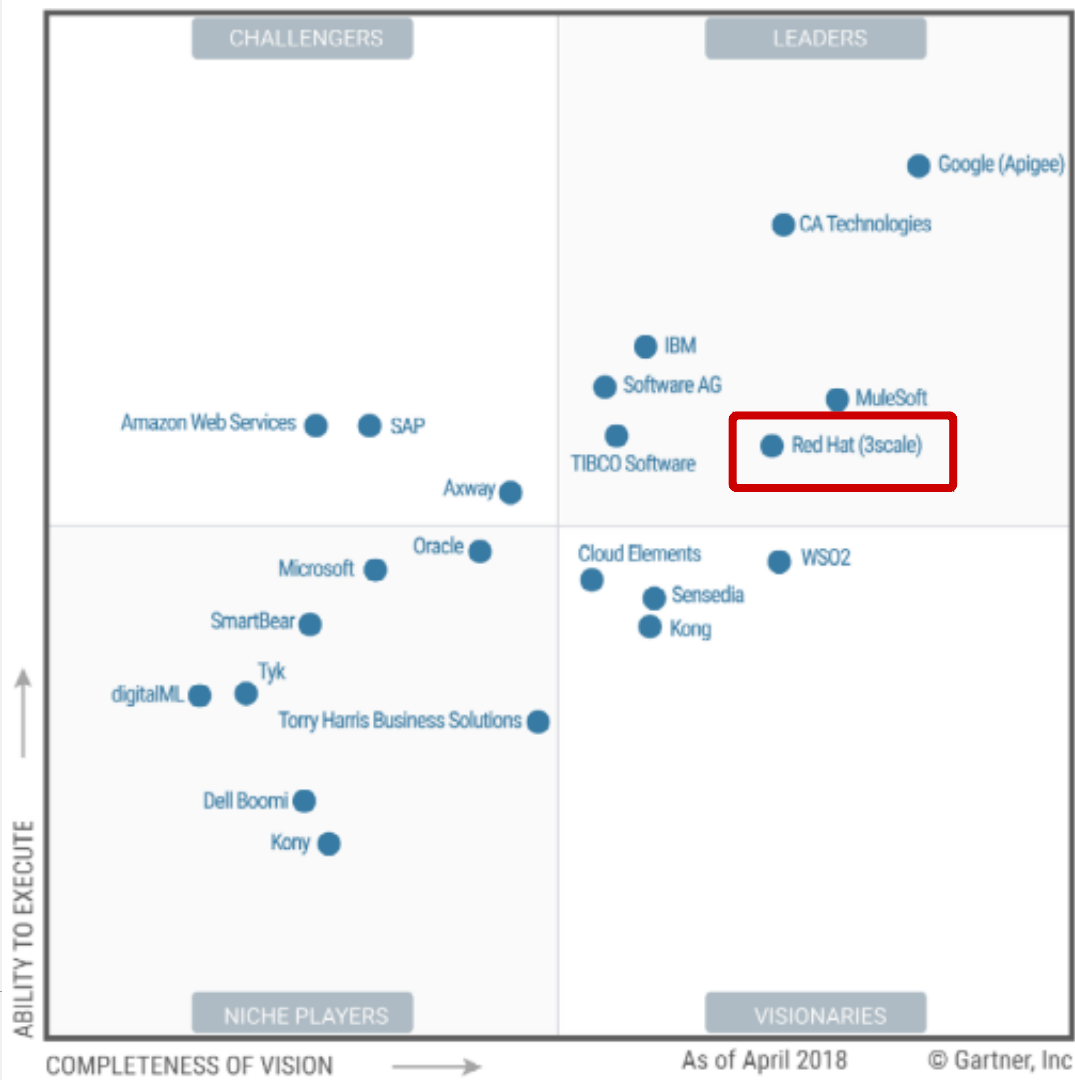 CHALLENGERS
LEADERS
Google (Apigee)
CA Technologies
IBM
Software AG
MuleSoft
Amazon Web Services
SAP
Red Hat (3scale)
TIBCO Software
Axway
Oracle
Cloud Elements
WSO2
Microsoft
Sensedia
SmartBear
Kong
Tyk
digitalML
Torry Harris Business Solutions
Dell Boomi
Kony
ABILITY TO EXECUTE
NICHE PLAYERS
VISIONARIES
COMPLETENESS OF VISION
As of April 2018
© Gartner, Inc